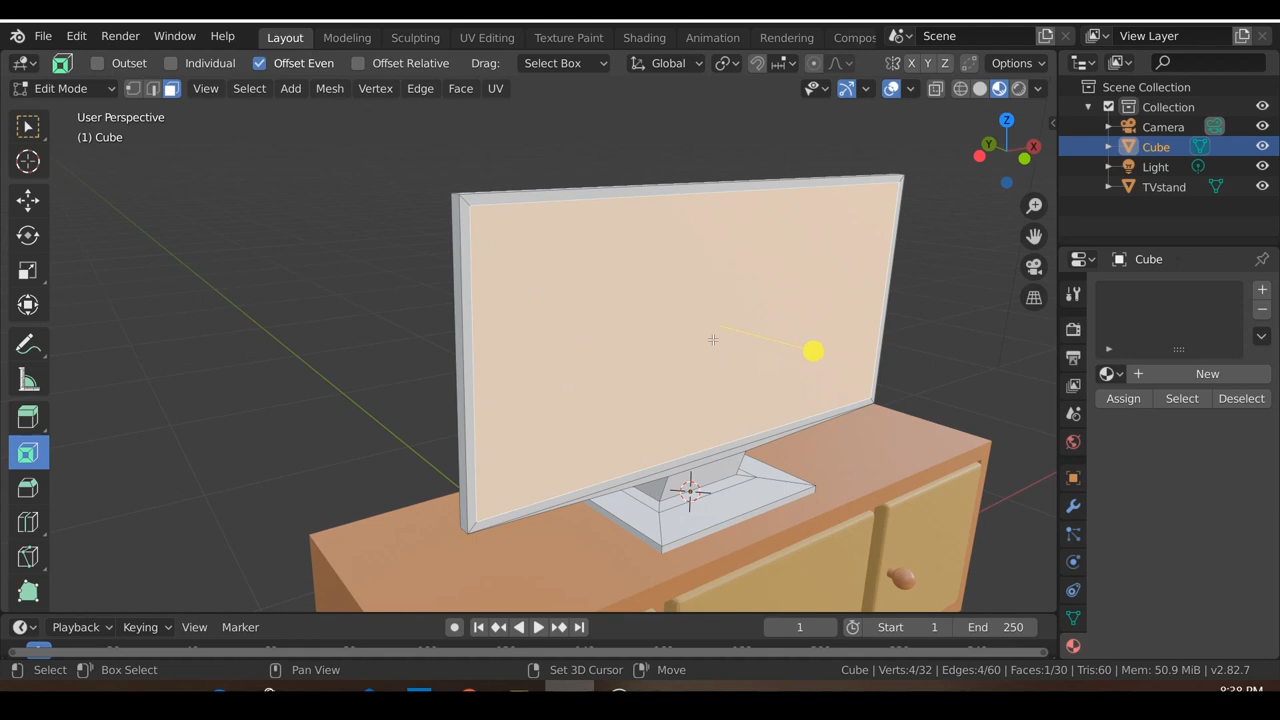 File Edit Render Window Help Layout Modeling Sculpting UV Editing Texture Paint Shading Animation Rendering Compos Scene View Layer
Outset Individual Offset Even Offset Relative Drag: Select Box Global X Y Z Options
Edit Mode View Select Add Mesh Vertex Edge Face UV
Scene Collection
Collection
Camera
Cube
Light
TVstand
User Perspective
(1) Cube
Z
Y
X
Cube
New
Assign Select Deselect
Playback Keying View Marker 1 Start 1 End 250
Select Box Select Pan View Set 3D Cursor Move Cube | Verts:4/32 | Edges:4/60 | Faces:1/30 | Tris:60 | Mem: 50.9 MiB | v2.82.7
8:38 PM